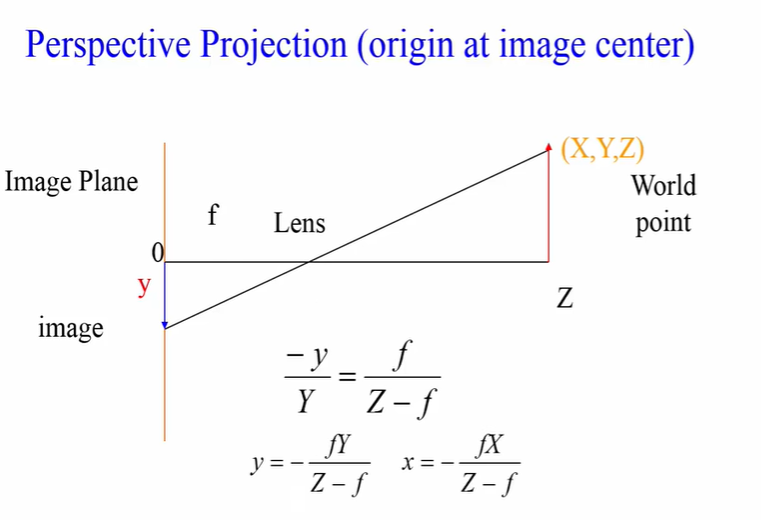 Perspective Projection (origin at image center)
(X,Y,Z)
Image Plane
World
point
f
Lens
0
y
Z
image
-y/Y = f/(Z-f)
y = -fY/(Z-f)   x = -fX/(Z-f)